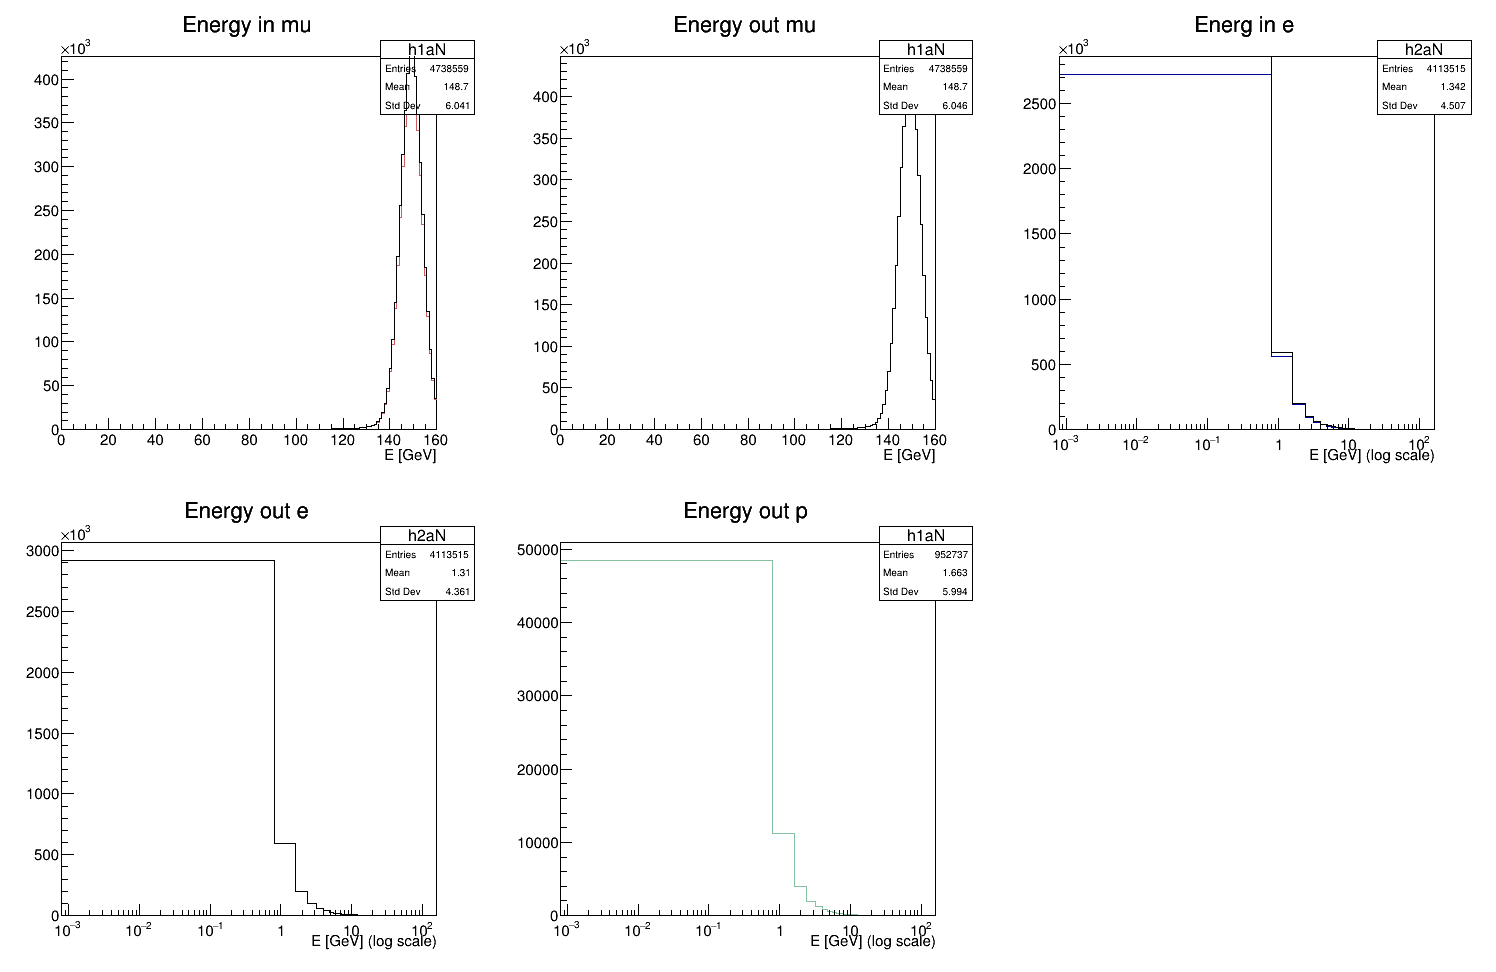 Energy in mu
×10³
h1aN
Entries 4738559
Mean 148.7
Std Dev 6.041
400
350
300
250
200
150
100
50
0
0 20 40 60 80 100 120 140 160
E [GeV]
Energy out mu
×10³
h1aN
Entries 4738559
Mean 148.7
Std Dev 6.046
400
350
300
250
200
150
100
50
0
0 20 40 60 80 100 120 140 160
E [GeV]
Energ in e
×10³
h2aN
Entries 4113515
Mean 1.342
Std Dev 4.507
2500
2000
1500
1000
500
0
10⁻³ 10⁻² 10⁻¹ 1 10 10²
E [GeV] (log scale)
Energy out e
×10³
h2aN
Entries 4113515
Mean 1.31
Std Dev 4.361
3000
2500
2000
1500
1000
500
0
10⁻³ 10⁻² 10⁻¹ 1 10 10²
E [GeV] (log scale)
Energy out p
h1aN
Entries 952737
Mean 1.663
Std Dev 5.994
50000
40000
30000
20000
10000
0
10⁻³ 10⁻² 10⁻¹ 1 10 10²
E [GeV] (log scale)